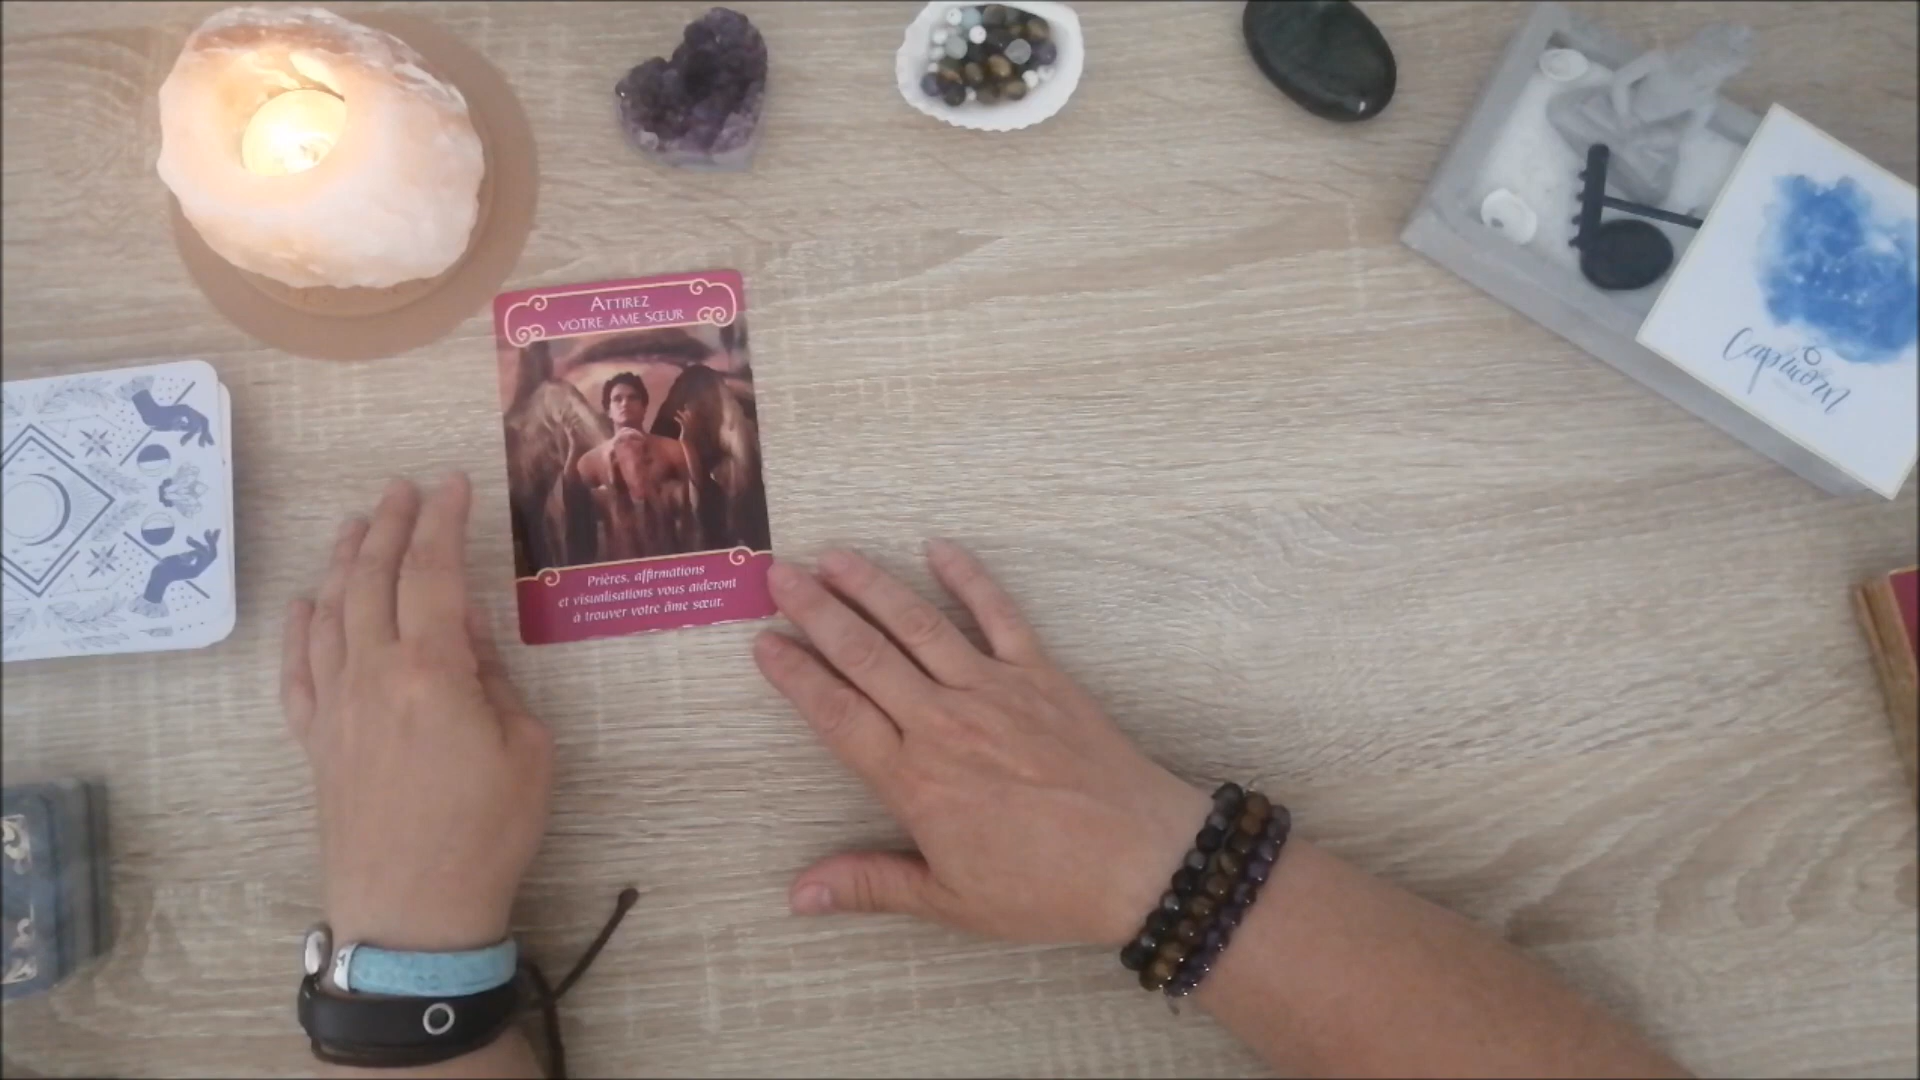 ATTIREZ
VOTRE ÂME SŒUR
Prières, affirmations
et visualisations vous aideront
à trouver votre âme sœur.
Capricorn